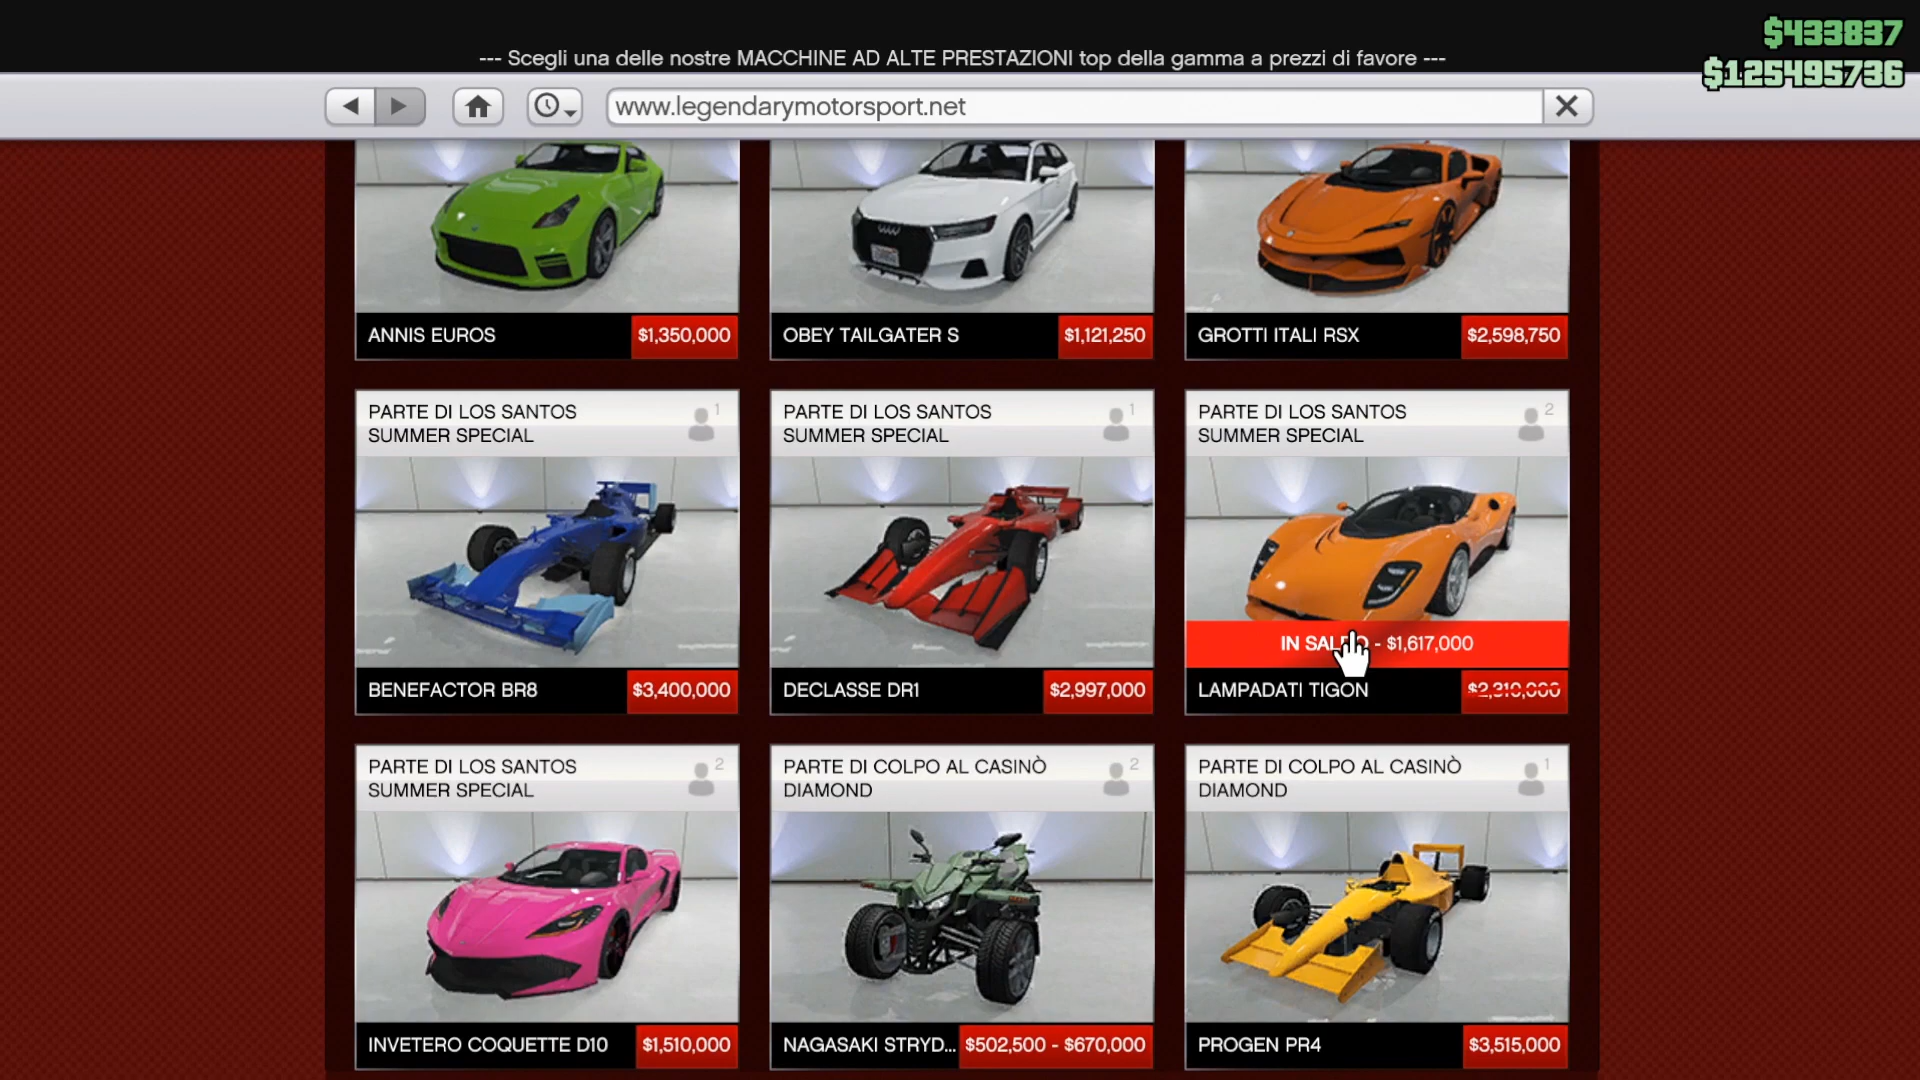 --- Scegli una delle nostre MACCHINE AD ALTE PRESTAZIONI top della gamma a prezzi di favore ---
$433837
$125495736
www.legendarymotorsport.net
ANNIS EUROS $1,350,000
OBEY TAILGATER S $1,121,250
GROTTI ITALI RSX $2,598,750
PARTE DI LOS SANTOS
SUMMER SPECIAL
1
BENEFACTOR BR8 $3,400,000
PARTE DI LOS SANTOS
SUMMER SPECIAL
1
DECLASSE DR1 $2,997,000
PARTE DI LOS SANTOS
SUMMER SPECIAL
2
IN SALDO - $1,617,000
LAMPADATI TIGON $2,310,000
PARTE DI LOS SANTOS
SUMMER SPECIAL
2
INVETERO COQUETTE D10 $1,510,000
PARTE DI COLPO AL CASINÒ
DIAMOND
2
NAGASAKI STRYD... $502,500 - $670,000
PARTE DI COLPO AL CASINÒ
DIAMOND
1
PROGEN PR4 $3,515,000